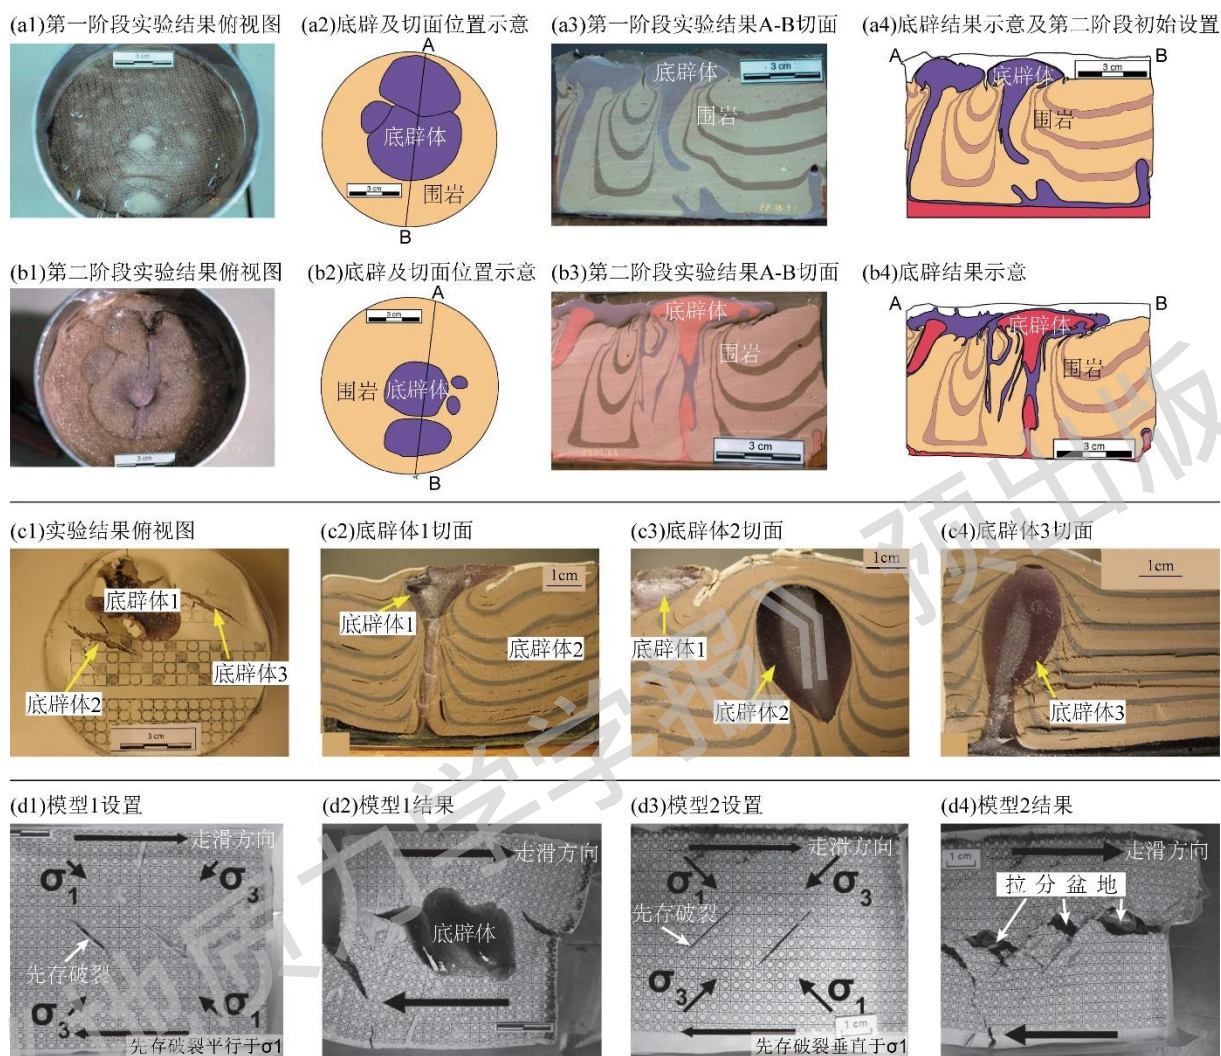 (a1)第一阶段实验结果俯视图
(a2)底辟及切面位置示意
(a3)第一阶段实验结果A-B切面
(a4)底辟结果示意及第二阶段初始设置
3 cm
A
底辟体
3 cm
围岩
B
3 cm
底辟体
围岩
22.16.91
A
B
3 cm
底辟体
围岩
(b1)第二阶段实验结果俯视图
(b2)底辟及切面位置示意
(b3)第二阶段实验结果A-B切面
(b4)底辟结果示意
3 cm
A
3 cm
围岩
底辟体
B
底辟体
围岩
3 cm
A
B
底辟体
围岩
3 cm
(c1)实验结果俯视图
(c2)底辟体1切面
(c3)底辟体2切面
(c4)底辟体3切面
底辟体1
底辟体3
底辟体2
3 cm
1cm
底辟体1
底辟体2
1cm
底辟体1
底辟体2
1cm
底辟体3
(d1)模型1设置
(d2)模型1结果
(d3)模型2设置
(d4)模型2结果
走滑方向
σ1
σ3
先存破裂
σ3
σ1
先存破裂平行于σ1
走滑方向
底辟体
走滑方向
σ1
σ3
先存破裂
σ3
σ1
1 cm
先存破裂垂直于σ1
1 cm
走滑方向
拉分盆地
地质力学学报》预出版